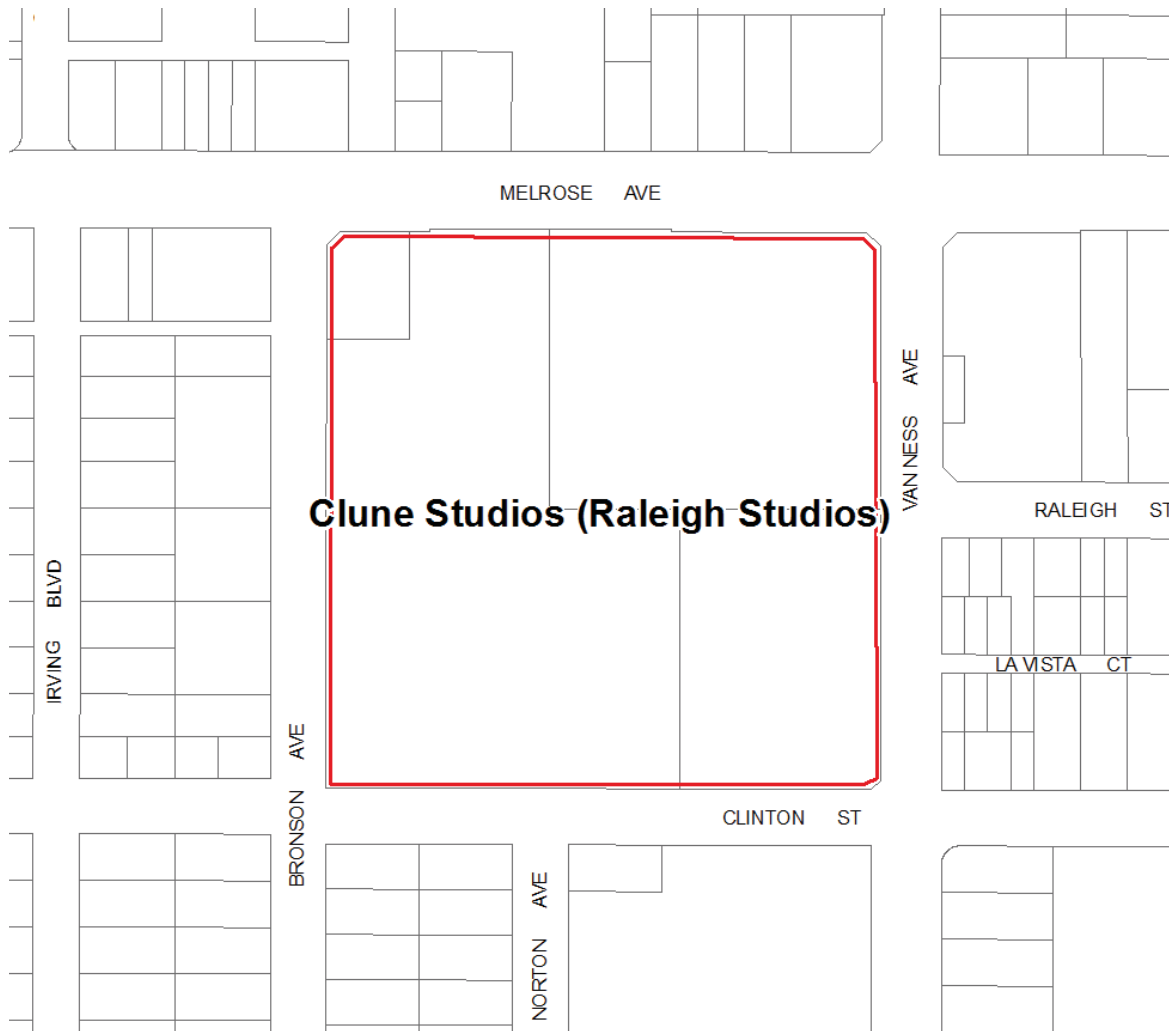 MELROSE AVE
VAN NESS AVE
Clune Studios (Raleigh Studios)
RALEIGH ST
IRVING BLVD
LA VISTA CT
BRONSON AVE
CLINTON ST
NORTON AVE